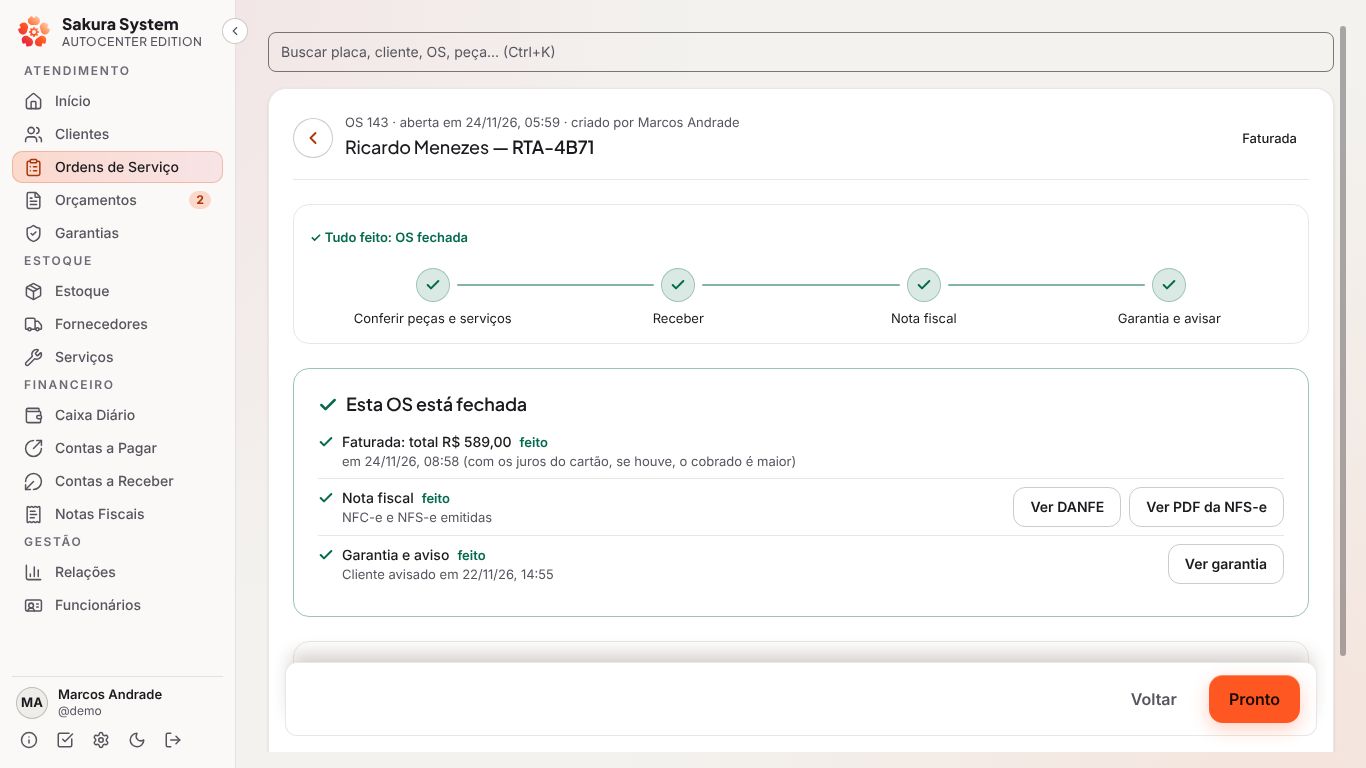 Sakura System
AUTOCENTER EDITION
ATENDIMENTO
Início
Clientes
Ordens de Serviço
Orçamentos 2
Garantias
ESTOQUE
Estoque
Fornecedores
Serviços
FINANCEIRO
Caixa Diário
Contas a Pagar
Contas a Receber
Notas Fiscais
GESTÃO
Relações
Funcionários
MA
Marcos Andrade
@demo
Buscar placa, cliente, OS, peça... (Ctrl+K)
OS 143 · aberta em 24/11/26, 05:59 · criado por Marcos Andrade
Ricardo Menezes — RTA-4B71
Faturada
Tudo feito: OS fechada
Conferir peças e serviços
Receber
Nota fiscal
Garantia e avisar
Esta OS está fechada
Faturada: total R$ 589,00 feito
em 24/11/26, 08:58 (com os juros do cartão, se houve, o cobrado é maior)
Nota fiscal feito
NFC-e e NFS-e emitidas
Ver DANFE
Ver PDF da NFS-e
Garantia e aviso feito
Cliente avisado em 22/11/26, 14:55
Ver garantia
Voltar
Pronto